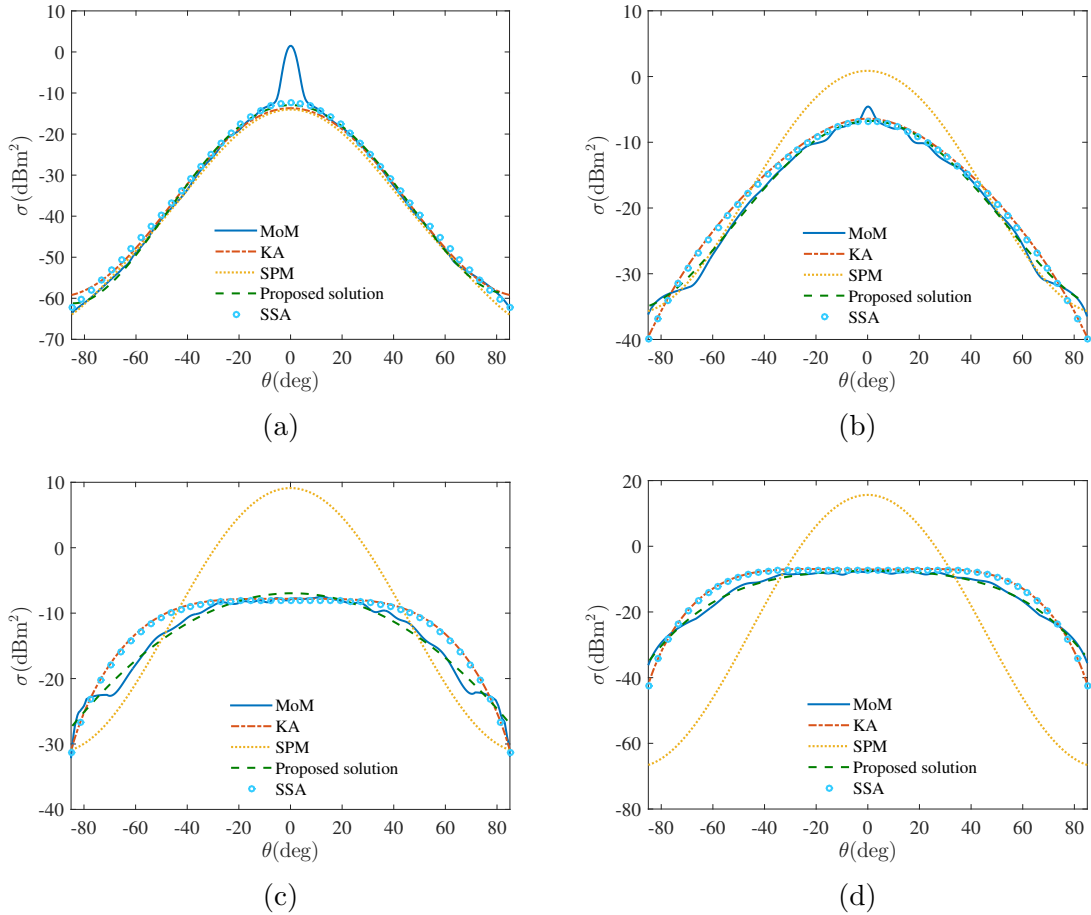 10
0
-10
-20
-30
-40
-50
-60
-70
σ(dBm²)
MoM
KA
SPM
Proposed solution
SSA
-80 -60 -40 -20 0 20 40 60 80
θ(deg)
(a)
10
0
-10
-20
-30
-40
σ(dBm²)
MoM
KA
SPM
Proposed solution
SSA
-80 -60 -40 -20 0 20 40 60 80
θ(deg)
(b)
10
0
-10
-20
-30
-40
σ(dBm²)
MoM
KA
SPM
Proposed solution
SSA
-80 -60 -40 -20 0 20 40 60 80
θ(deg)
(c)
20
0
-20
-40
-60
-80
σ(dBm²)
MoM
KA
SPM
Proposed solution
SSA
-80 -60 -40 -20 0 20 40 60 80
θ(deg)
(d)